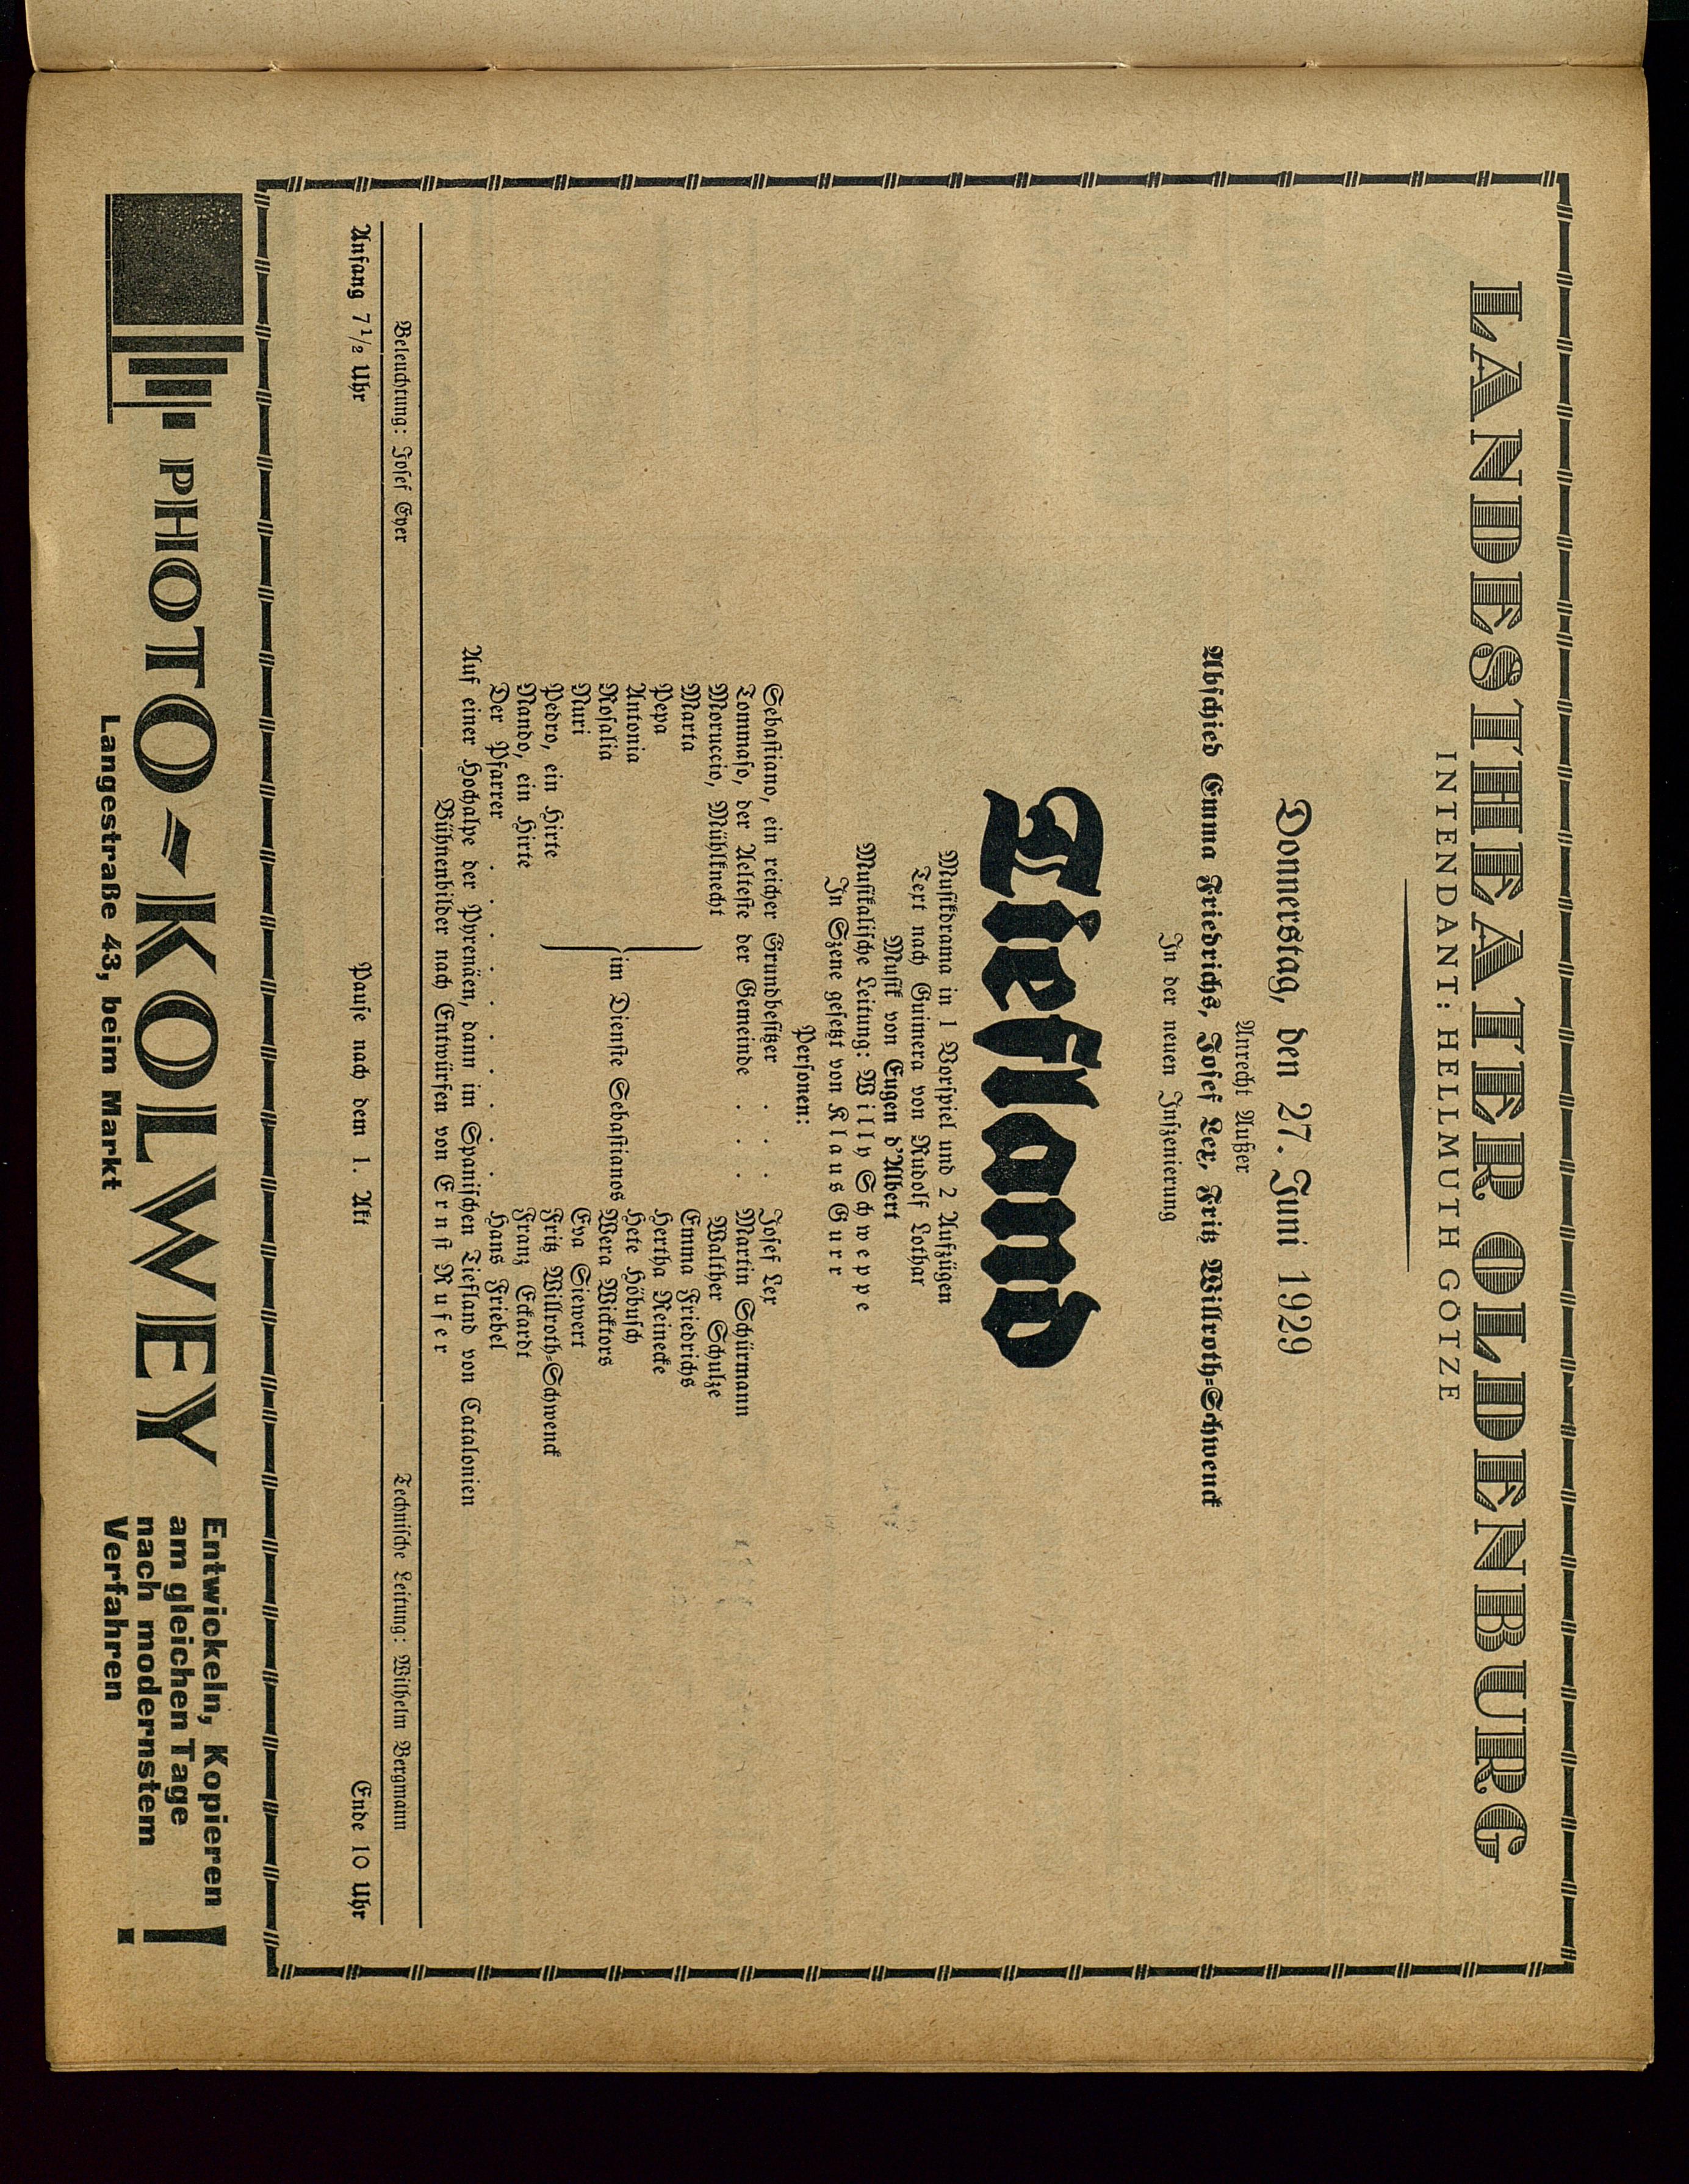 LANDESTHEATER OLDENBURG
INTENDANT: HELLMUTH GÖTZE
Donnerstag, den 27. Juni 1929
Anrecht Außer
Abschied Emma Friedrichs, Josef Lex, Fritz Willroth-Schwenck
In der neuen Inszenierung
Tiefland
Musikdrama in 1 Vorspiel und 2 Aufzügen
Text nach Guimera von Rudolf Lothar
Musik von Eugen d'Albert
Musikalische Leitung: Willy Schweppe
In Szene gesetzt von Klaus Gurr
Personen:
Sebastiano, ein reicher Grundbesitzer . . . Josef Lex
Tommaso, der Aelteste der Gemeinde . . . Martin Schürmann
Moruccio, Mühlknecht Walther Schulze
Marta Emma Friedrichs
Pepa Hertha Reinecke
Antonia Hete Höbusch
Rosalia Wera Wicktors
im Dienste Sebastianos
Nuri Eva Siewert
Pedro, ein Hirte Fritz Willroth-Schwenck
Nando, ein Hirte Franz Eckardt
Der Pfarrer . . . . . . . . . . Hans Friebel
Auf einer Hochalpe der Pyrenäen, dann im Spanischen Tiefland von Catalonien
Bühnenbilder nach Entwürfen von Ernst Rufer
Beleuchtung: Josef Eyer Technische Leitung: Wilhelm Bergmann
Anfang 7 1/2 Uhr Pause nach dem 1. Akt Ende 10 Uhr
PHOTO-KOLWEY
Langestraße 43, beim Markt
Entwickeln, Kopieren
am gleichen Tage
nach modernstem
Verfahren !